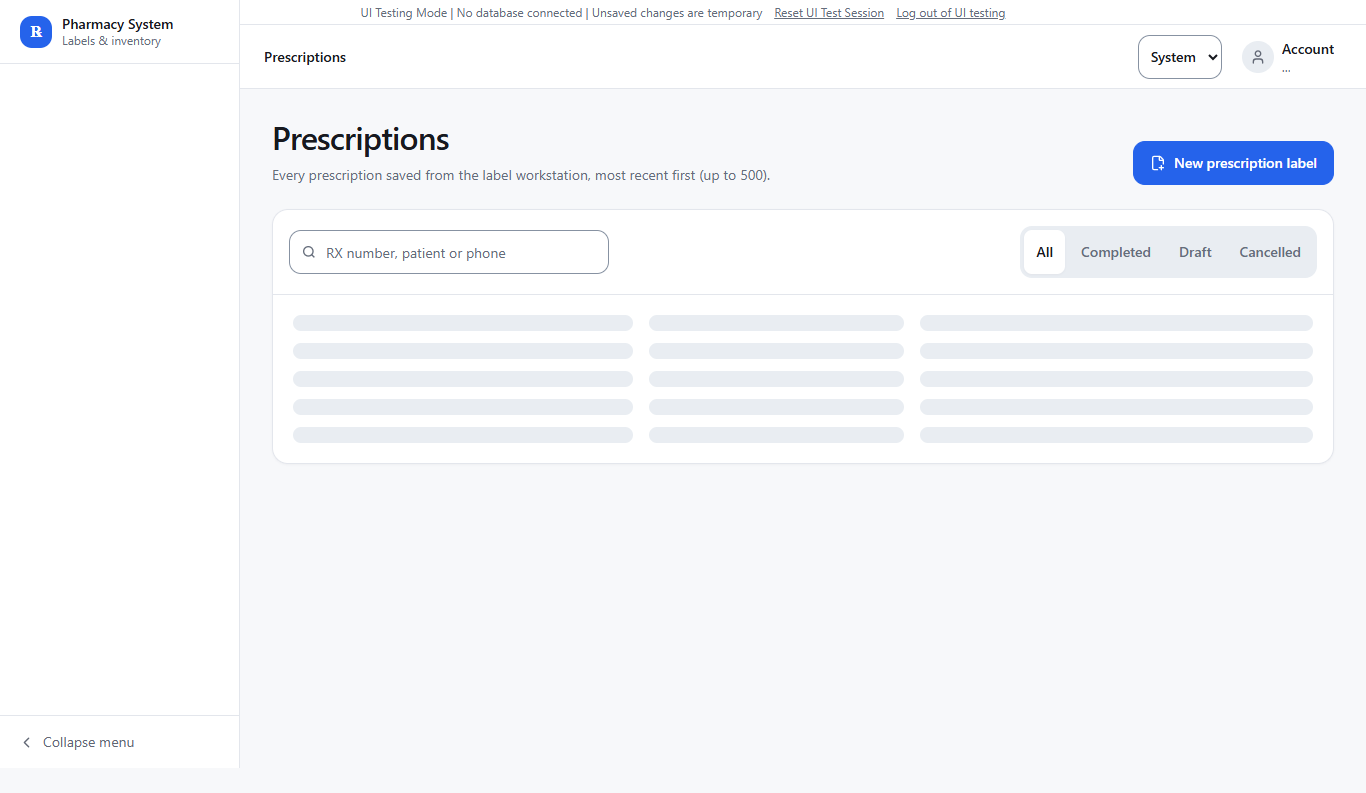 Pharmacy System
Labels & inventory
UI Testing Mode | No database connected | Unsaved changes are temporary Reset UI Test Session Log out of UI testing
Prescriptions
System
Account
...
Prescriptions
Every prescription saved from the label workstation, most recent first (up to 500).
New prescription label
RX number, patient or phone
All Completed Draft Cancelled
Collapse menu